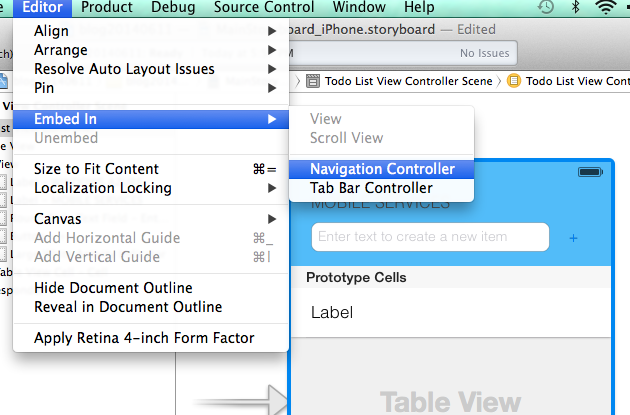 Editor Product Debug Source Control Window Help
board_iPhone.storyboard — Edited
Align
Arrange
Resolve Auto Layout Issues
Pin
Embed In
Unembed
Size to Fit Content ⌘=
Localization Locking
Canvas
Add Horizontal Guide ⌘_
Add Vertical Guide ⌘|
Hide Document Outline
Reveal in Document Outline
Apply Retina 4-inch Form Factor
View
Scroll View
Navigation Controller
Tab Bar Controller
No Issues
Todo List View Controller Scene
Todo List View Cont
MOBILE SERVICES
Enter text to create a new item +
Prototype Cells
Label
Table View